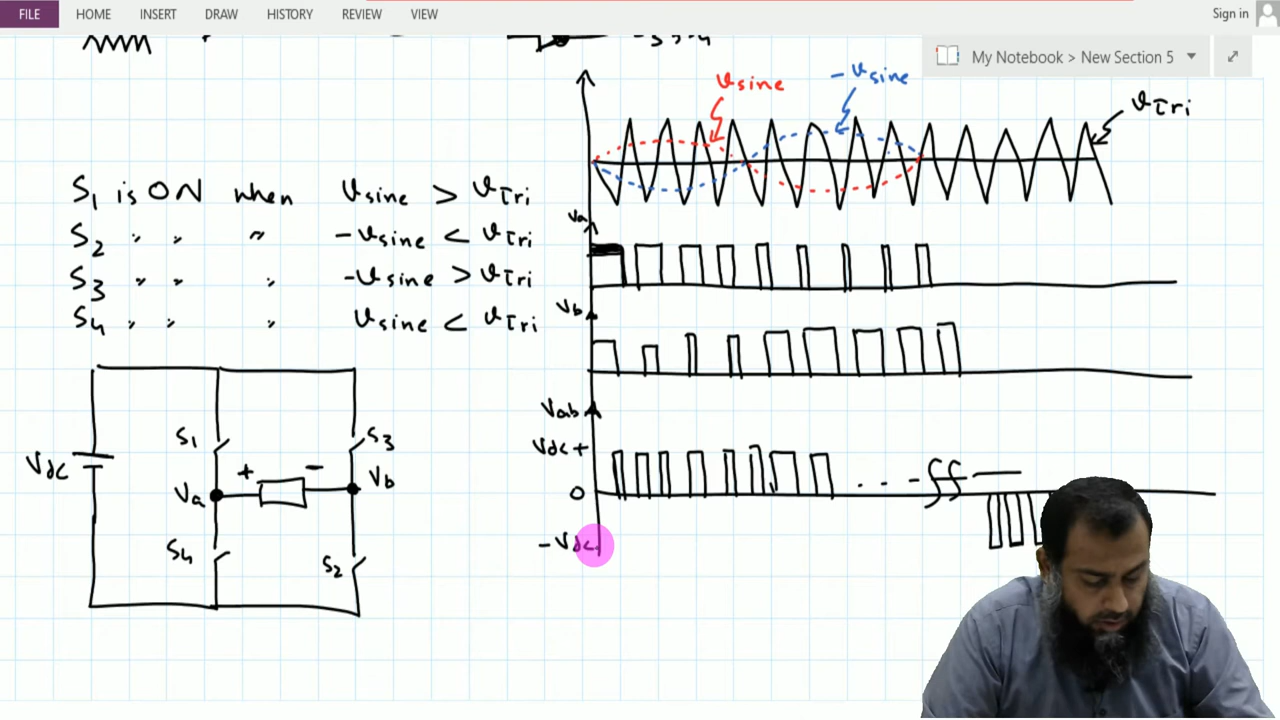 FILE HOME INSERT DRAW HISTORY REVIEW VIEW Sign in
My Notebook > New Section 5
Vsine -Vsine VTri
S1 is ON when Vsine > VTri
S2 " " " -Vsine < VTri
S3 " " " -Vsine > VTri
S4 " " " Vsine < VTri
Va
Vb
Vab
Vdc+
0
-Vdc
S1 S3
Vdc + -
Va Vb
S4 S2